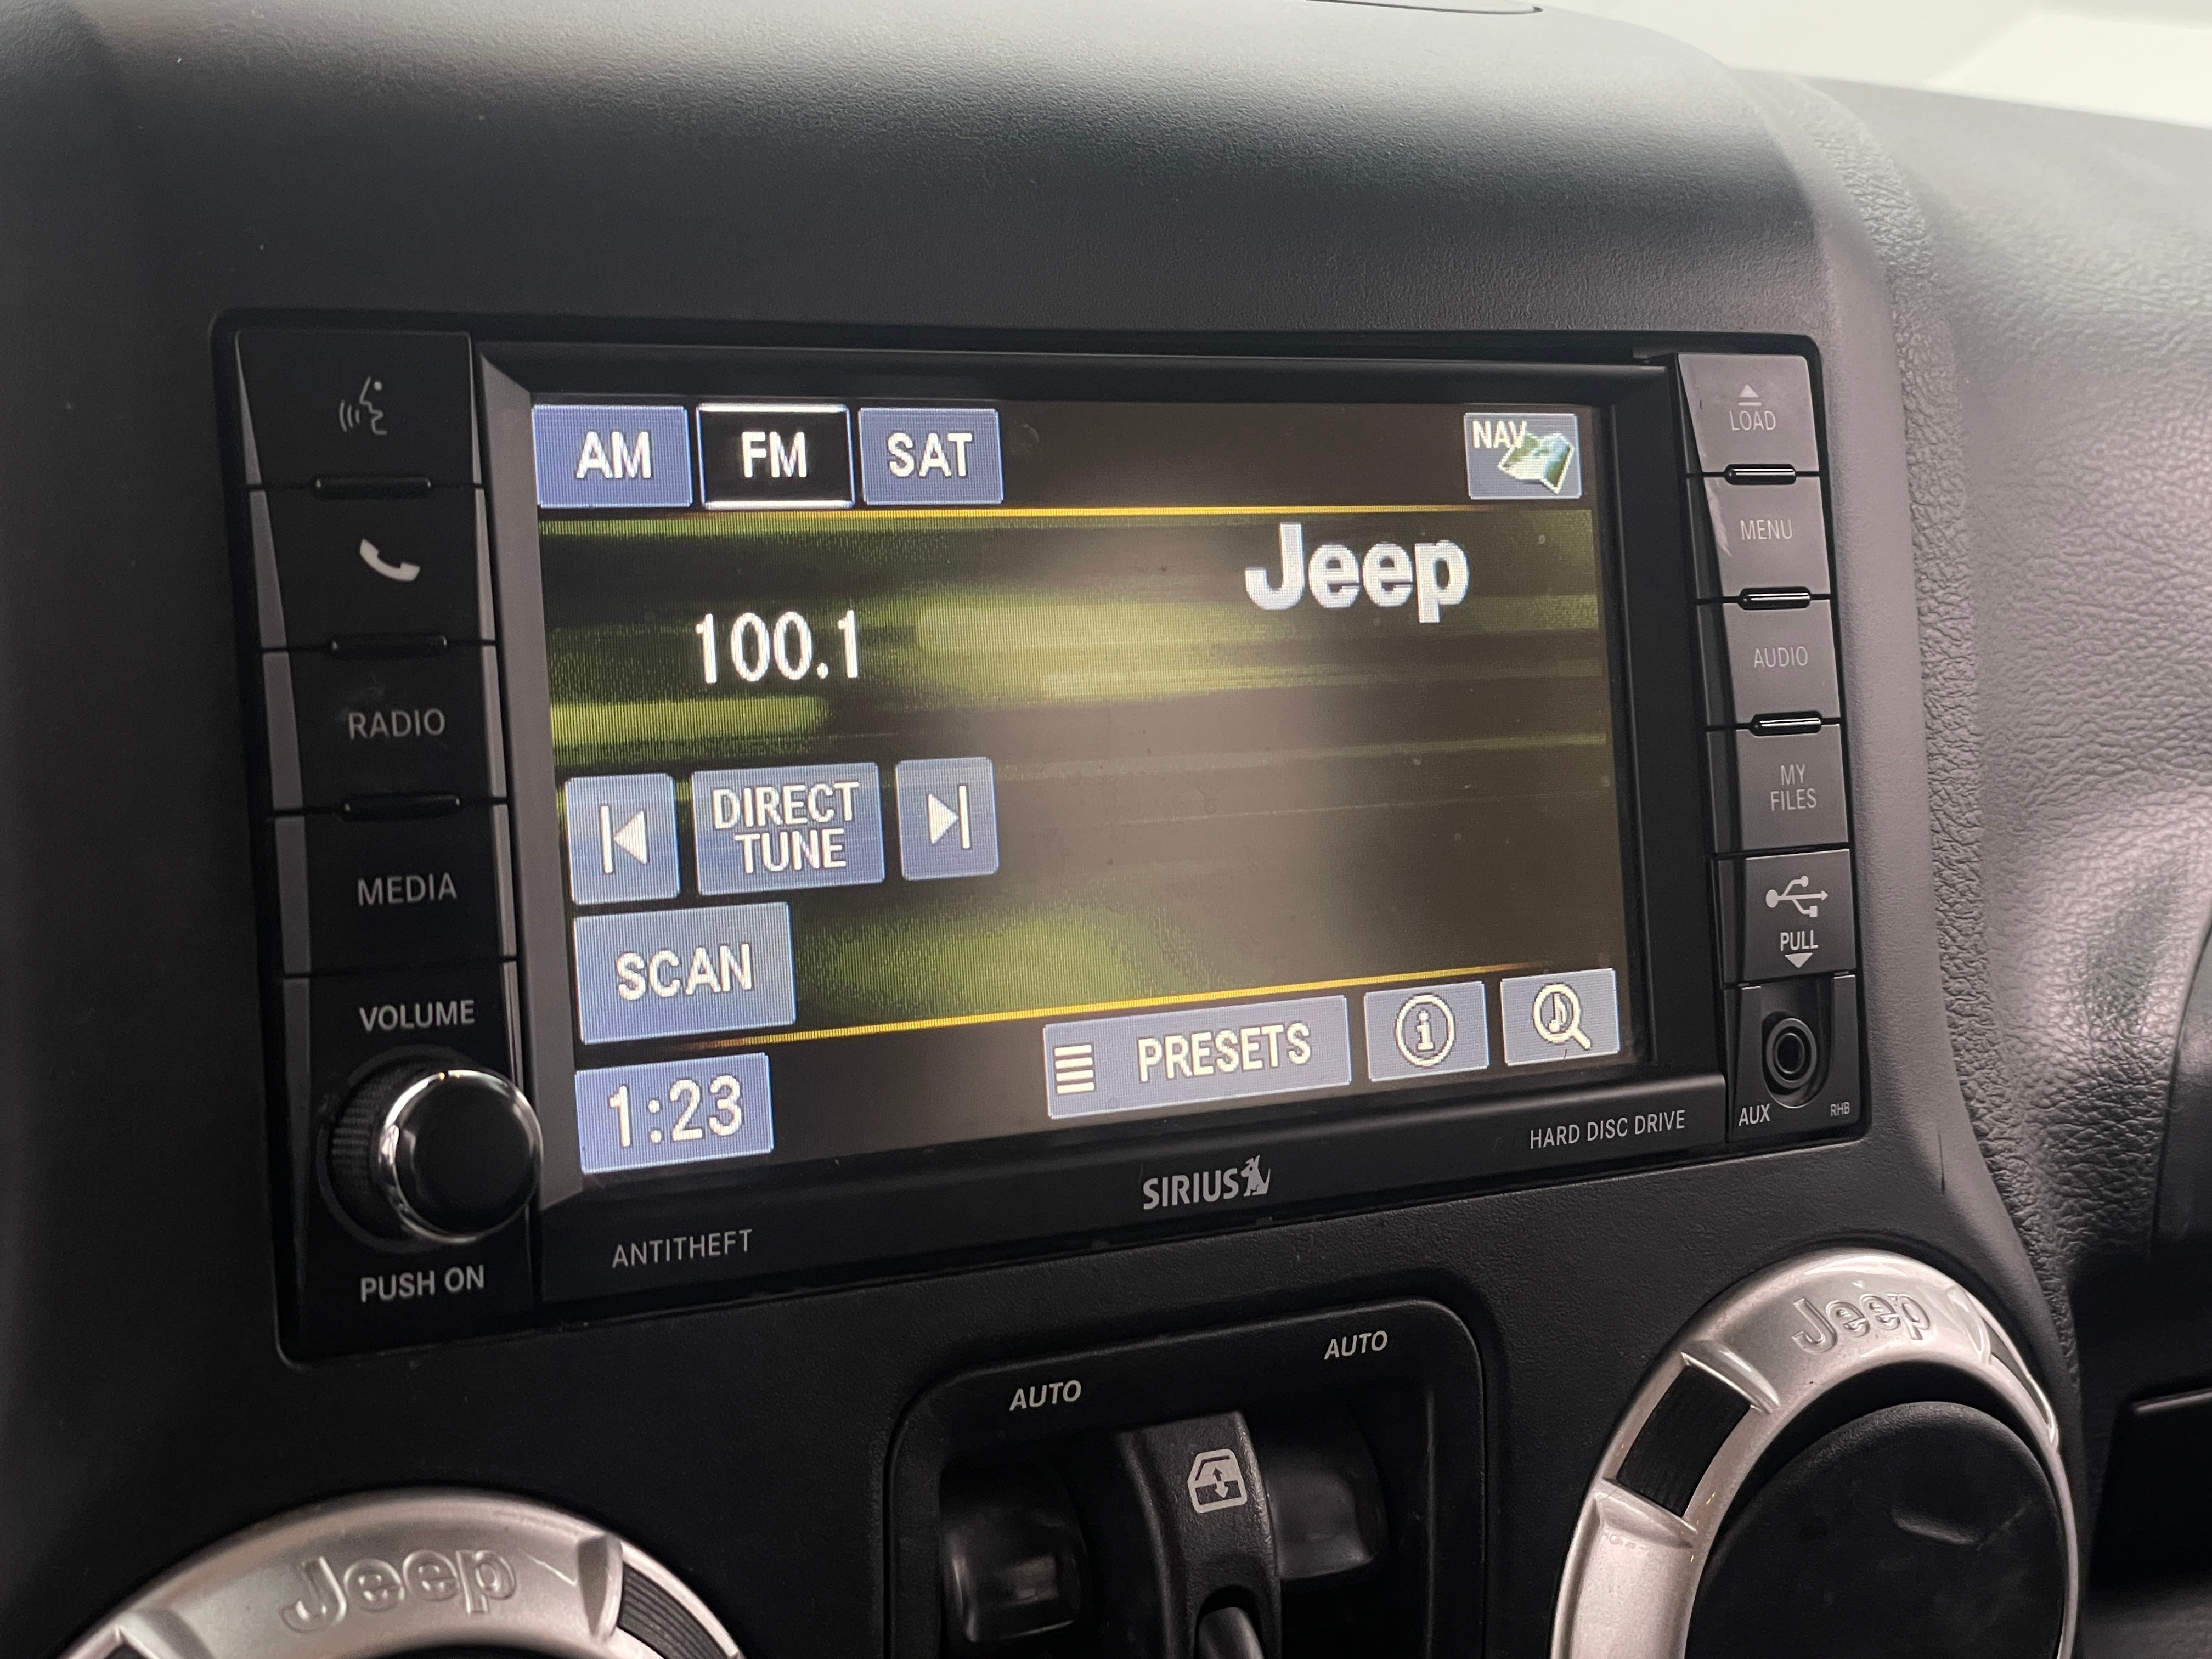 AM
FM
SAT
NAV
Jeep
100.1
DIRECT
TUNE
SCAN
1:23
PRESETS
i
RADIO
MEDIA
VOLUME
PUSH ON
LOAD
MENU
AUDIO
MY
FILES
PULL
AUX
RHB
HARD DISC DRIVE
SIRIUS
ANTITHEFT
AUTO
AUTO
Jeep
Jeep